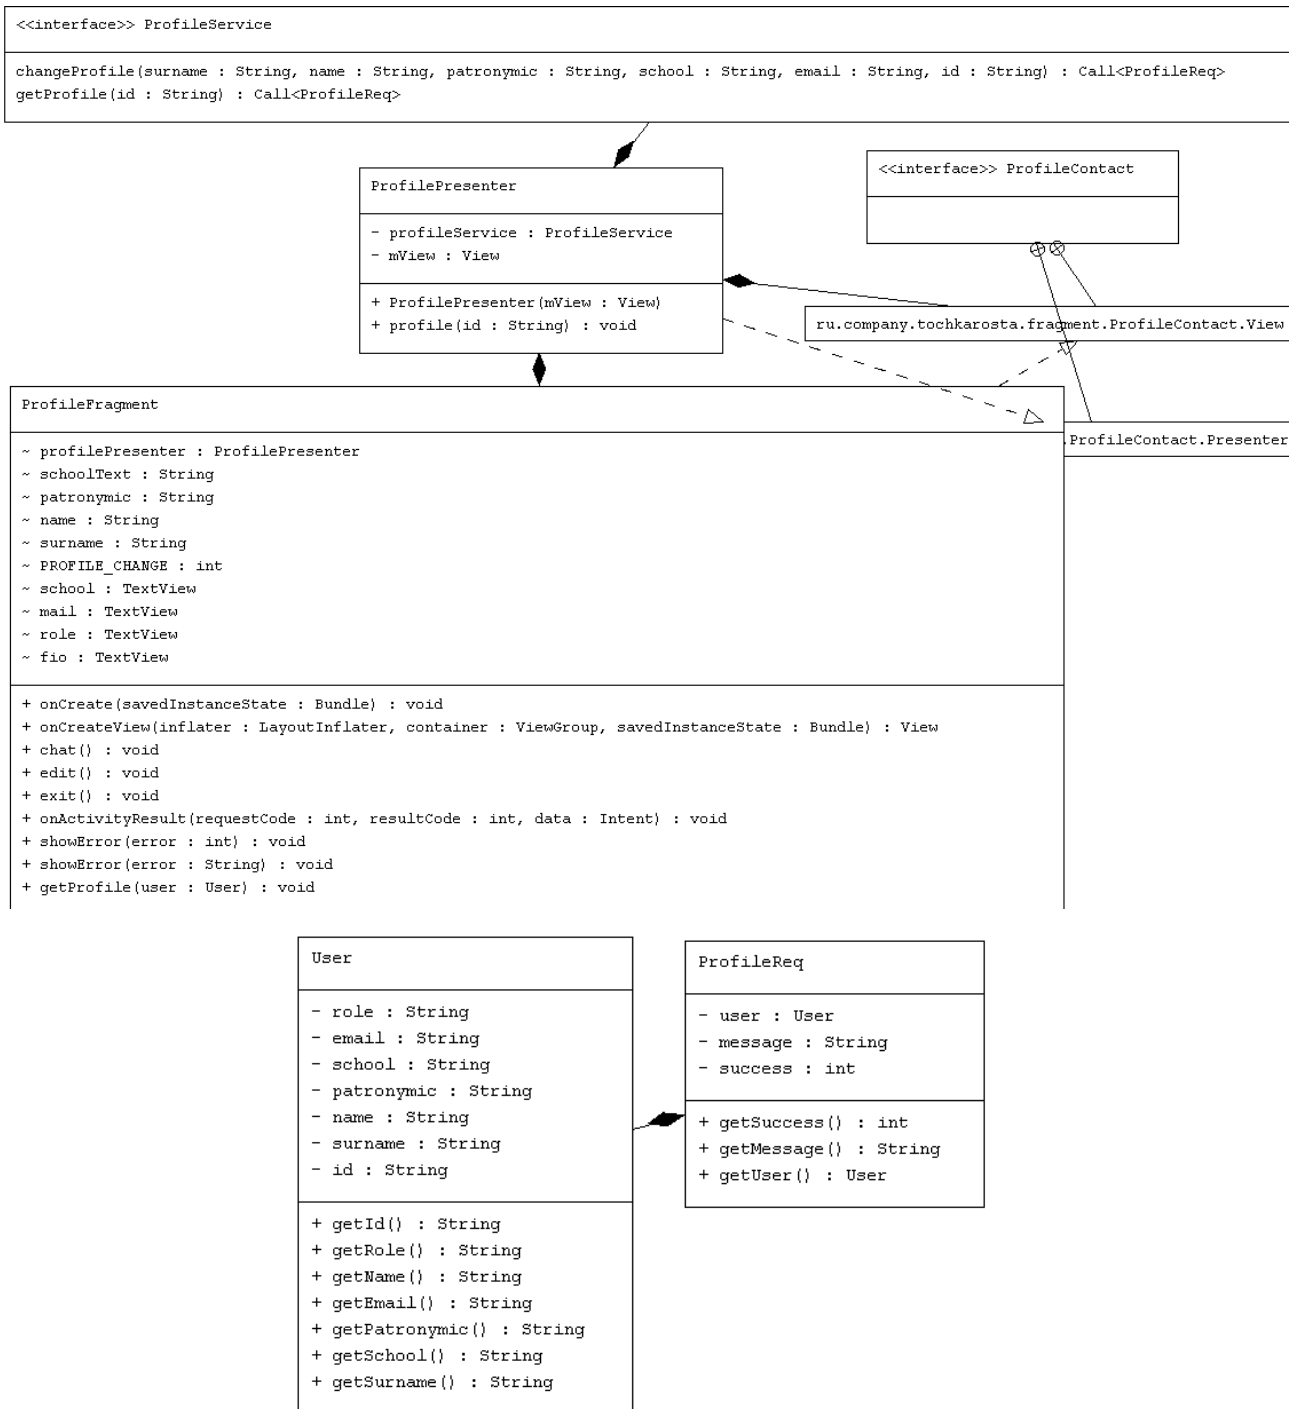 <<interface>> ProfileService
changeProfile(surname : String, name : String, patronymic : String, school : String, email : String, id : String) : Call<ProfileReq>
getProfile(id : String) : Call<ProfileReq>
ProfilePresenter
- profileService : ProfileService
- mView : View
+ ProfilePresenter(mView : View)
+ profile(id : String) : void
<<interface>> ProfileContact
ru.company.tochkarosta.fragment.ProfileContact.View
.ProfileContact.Presenter
ProfileFragment
~ profilePresenter : ProfilePresenter
~ schoolText : String
~ patronymic : String
~ name : String
~ surname : String
~ PROFILE_CHANGE : int
~ school : TextView
~ mail : TextView
~ role : TextView
~ fio : TextView
+ onCreate(savedInstanceState : Bundle) : void
+ onCreateView(inflater : LayoutInflater, container : ViewGroup, savedInstanceState : Bundle) : View
+ chat() : void
+ edit() : void
+ exit() : void
+ onActivityResult(requestCode : int, resultCode : int, data : Intent) : void
+ showError(error : int) : void
+ showError(error : String) : void
+ getProfile(user : User) : void
User
- role : String
- email : String
- school : String
- patronymic : String
- name : String
- surname : String
- id : String
+ getId() : String
+ getRole() : String
+ getName() : String
+ getEmail() : String
+ getPatronymic() : String
+ getSchool() : String
+ getSurname() : String
ProfileReq
- user : User
- message : String
- success : int
+ getSuccess() : int
+ getMessage() : String
+ getUser() : User